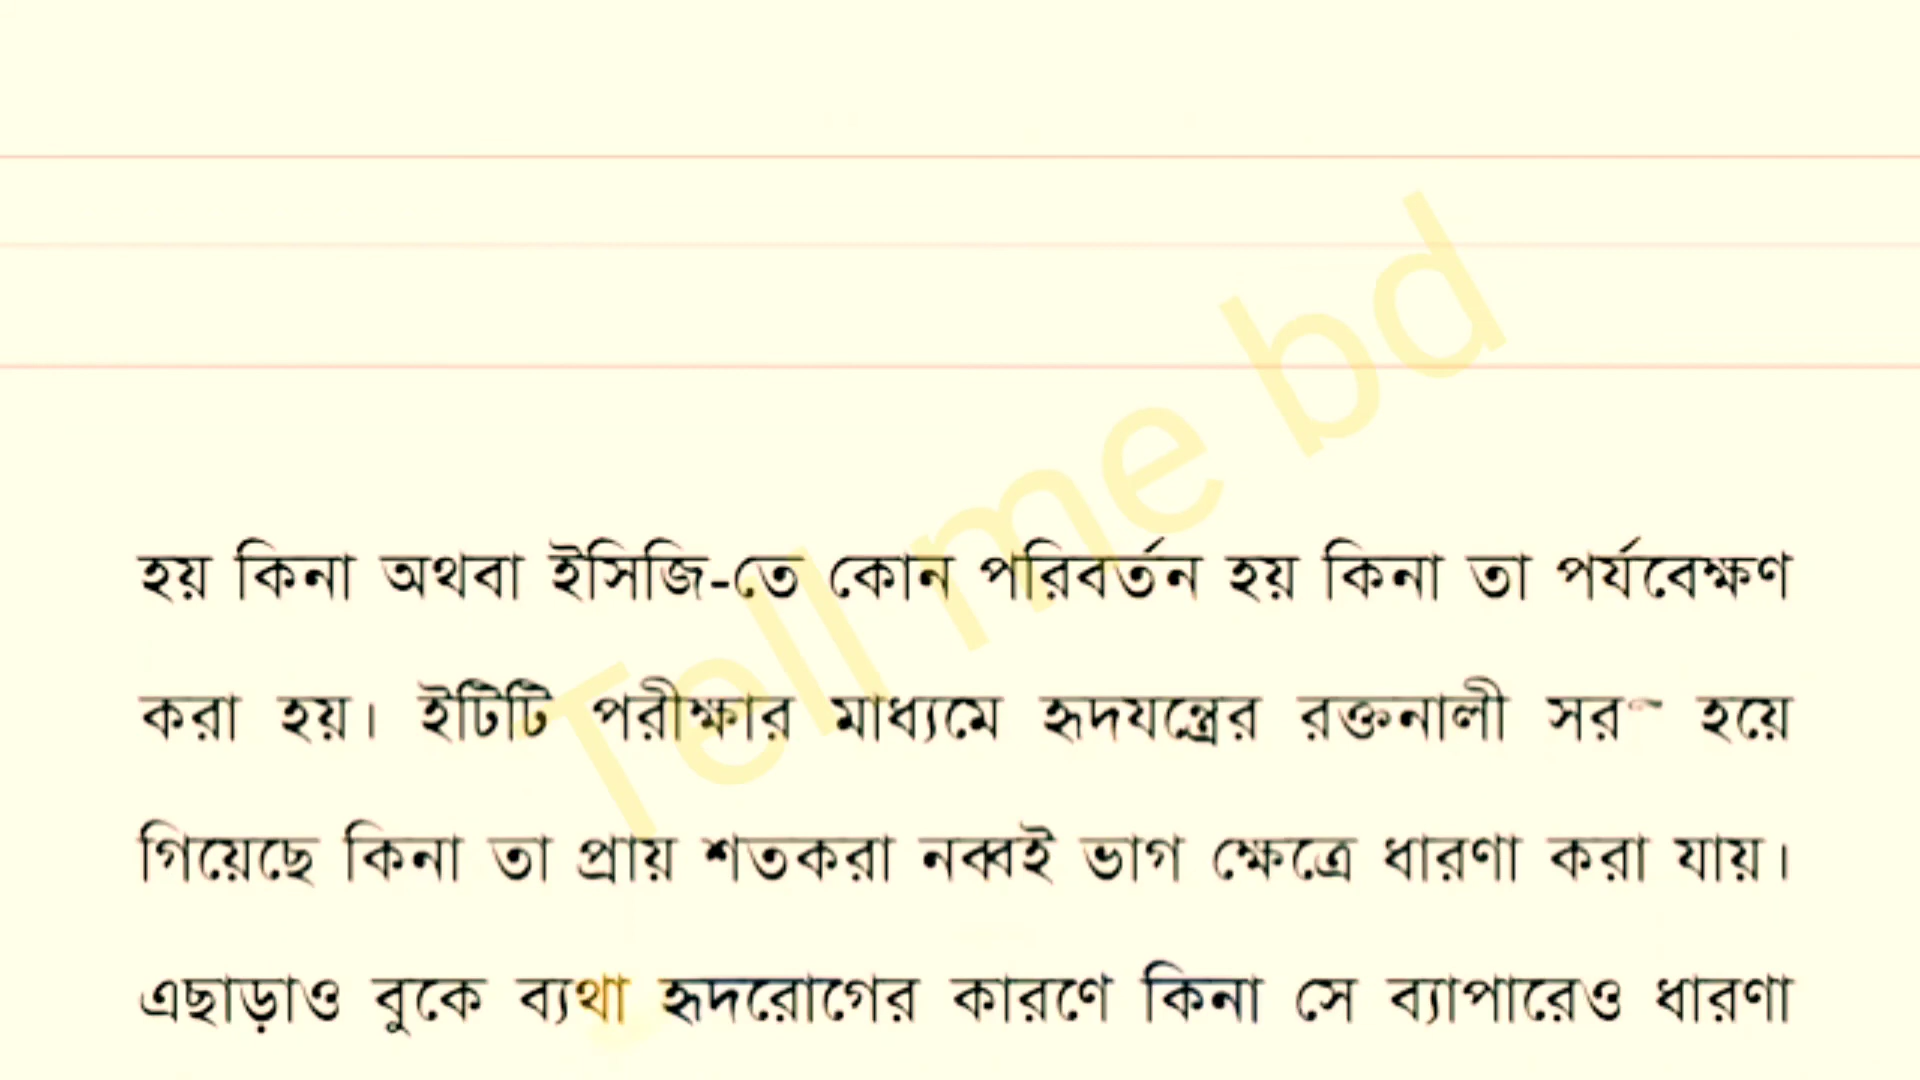 হয় কিনা অথবা ইসিজি-তে কোন পরিবর্তন হয় কিনা তা পর্যবেক্ষণ
করা হয়। ইটিটি পরীক্ষার মাধ্যমে হৃদযন্ত্রের রক্তনালী সর হয়ে
গিয়েছে কিনা তা প্রায় শতকরা নব্বই ভাগ ক্ষেত্রে ধারণা করা যায়।
এছাড়াও বুকে ব্যথা হৃদরোগের কারণে কিনা সে ব্যাপারেও ধারণা
Tell me bd